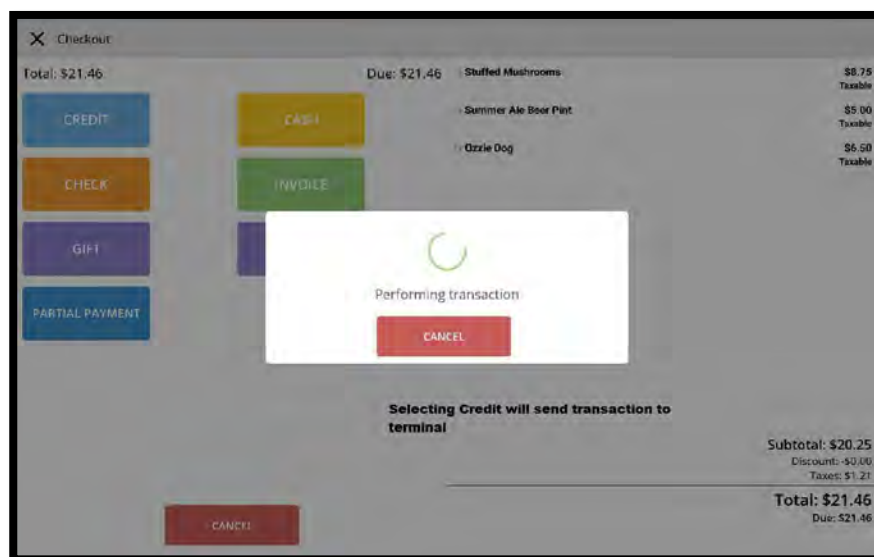 Checkout
Total: $21.46
Due: $21.46
CREDIT
CASH
CHECK
INVOICE
GIFT
PARTIAL PAYMENT
Stuffed Mushrooms $8.75
Taxable
Summer Ale Beer Pint $5.00
Taxable
Ozzie Dog $6.50
Taxable
Performing transaction
CANCEL
Selecting Credit will send transaction to
terminal
Subtotal: $20.25
Discount: -$0.00
Taxes: $1.21
Total: $21.46
Due: $21.46
CANCEL